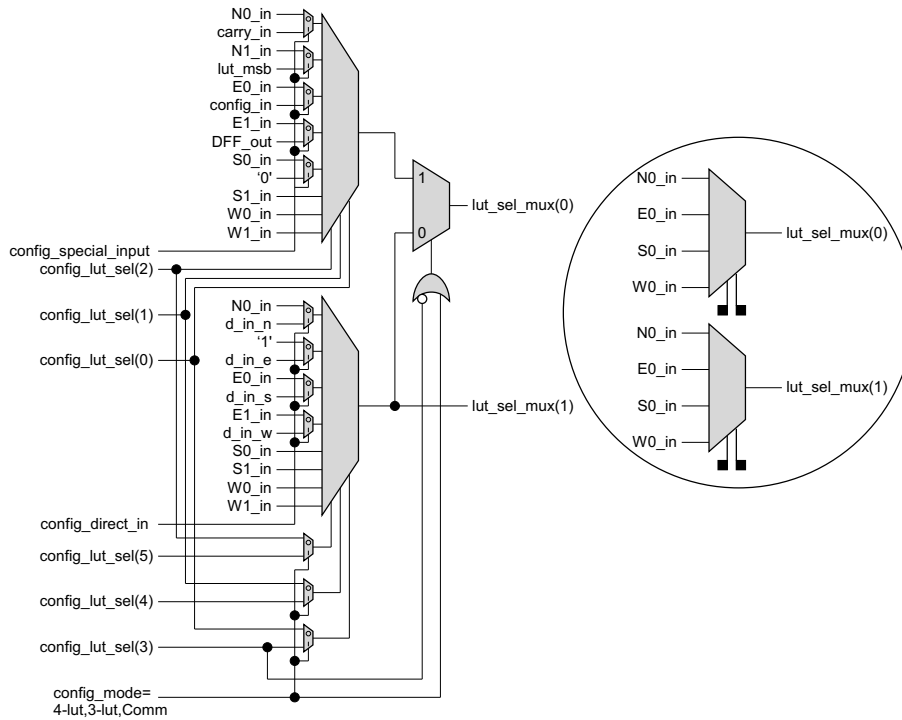 N0_in
carry_in
N1_in
lut_msb
E0_in
config_in
E1_in
DFF_out
S0_in
‘0’
S1_in
W0_in
W1_in
config_special_input
config_lut_sel(2)
config_lut_sel(1)
config_lut_sel(0)
N0_in
d_in_n
‘1’
d_in_e
E0_in
d_in_s
E1_in
d_in_w
S0_in
S1_in
W0_in
W1_in
config_direct_in
config_lut_sel(5)
config_lut_sel(4)
config_lut_sel(3)
config_mode=
4-lut,3-lut,Comm
1
0
lut_sel_mux(0)
lut_sel_mux(1)
N0_in
E0_in
S0_in
W0_in
lut_sel_mux(0)
N0_in
E0_in
S0_in
W0_in
lut_sel_mux(1)